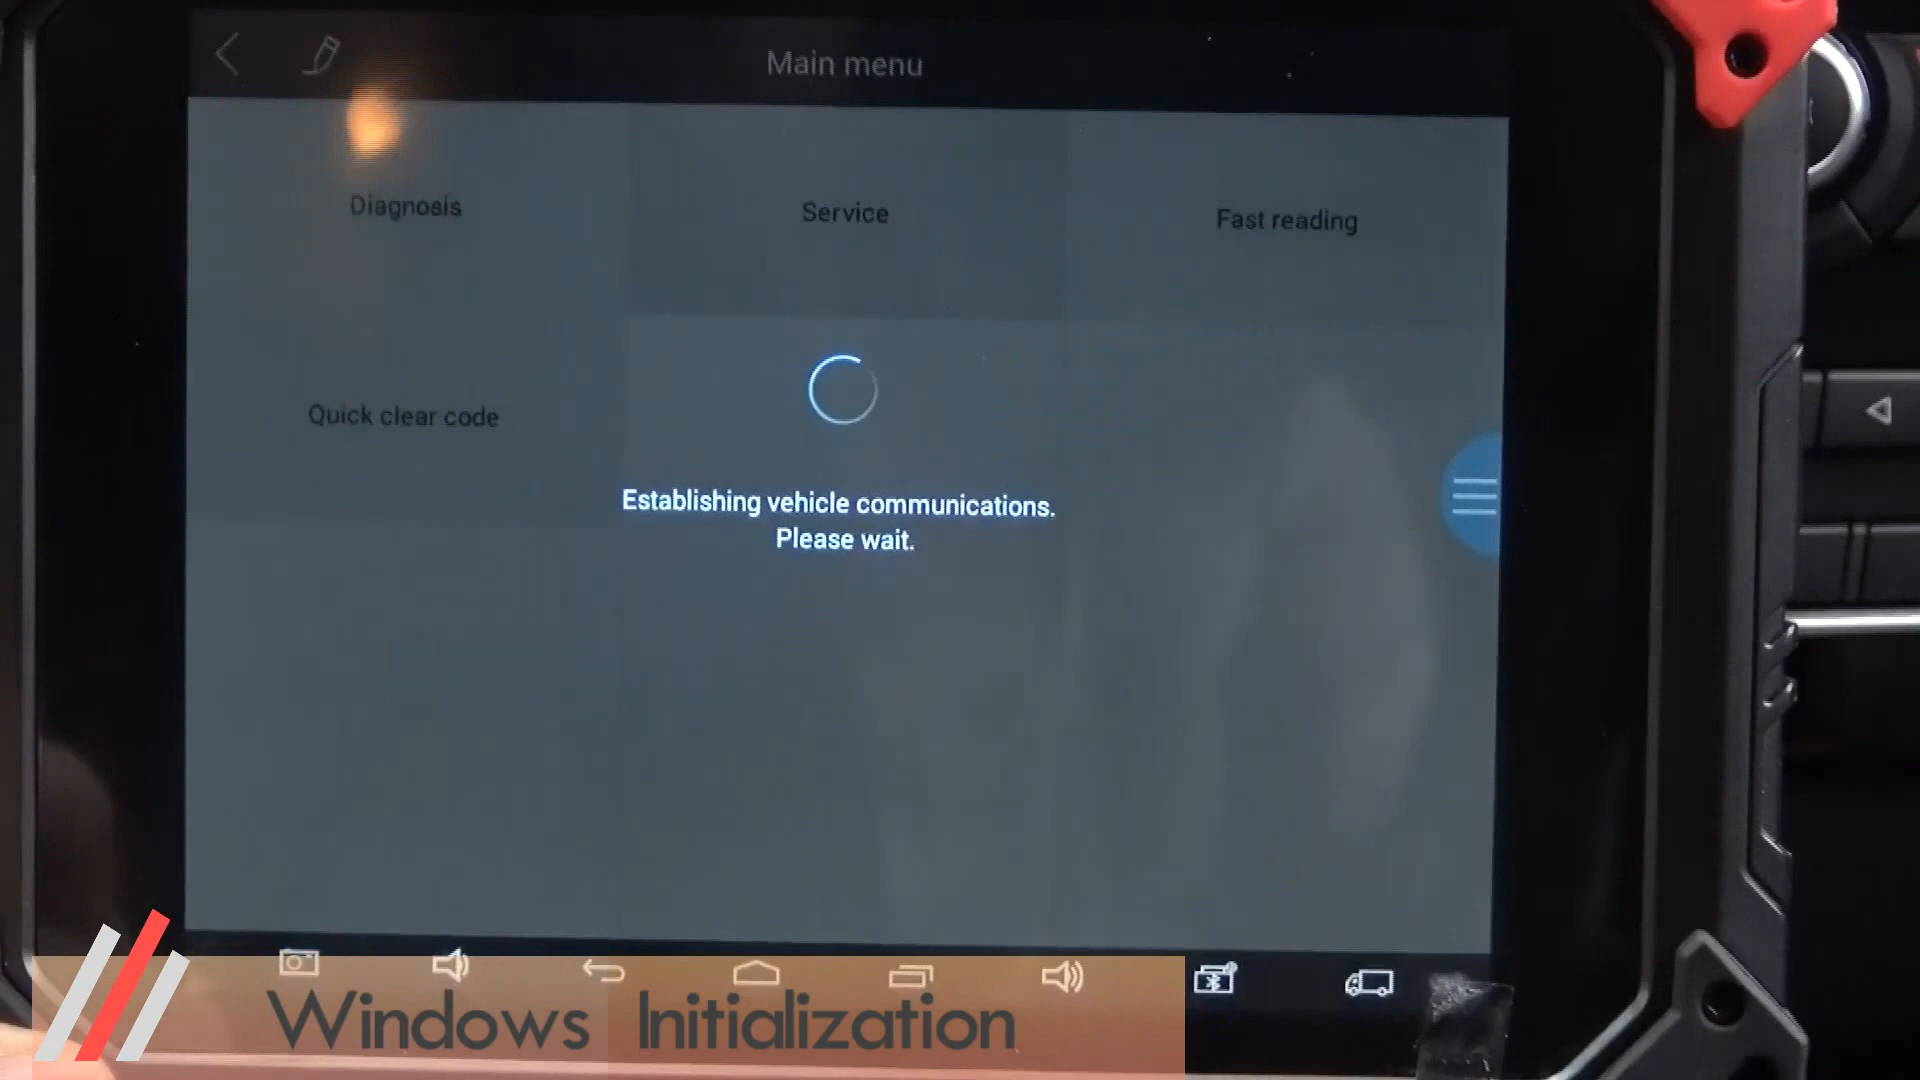 Main menu
Diagnosis
Service
Fast reading
Quick clear code
Establishing vehicle communications.
Please wait.
Windows Initialization